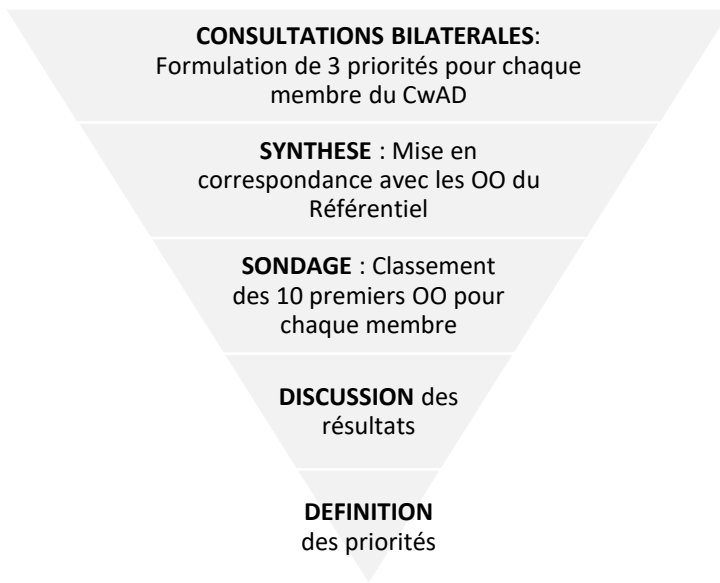 CONSULTATIONS BILATERALES:
Formulation de 3 priorités pour chaque
membre du CwAD
SYNTHESE : Mise en
correspondance avec les OO du
Référentiel
SONDAGE : Classement
des 10 premiers OO pour
chaque membre
DISCUSSION des
résultats
DEFINITION
des priorités